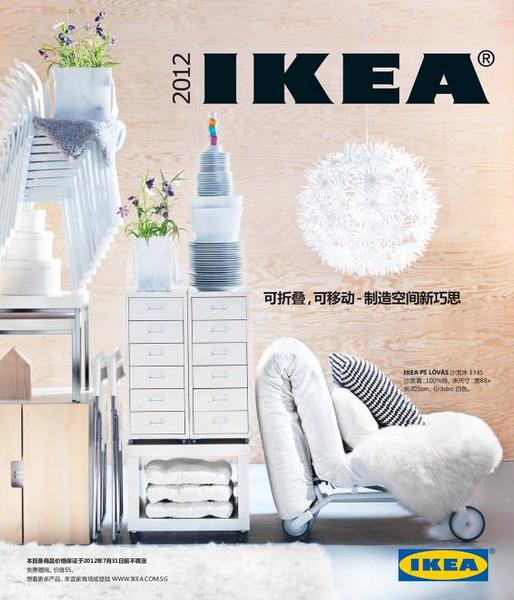 2012 IKEA®
可折叠，可移动 - 制造空间新巧思
IKEA PS LÖVÅS 沙发床 $345
沙发套：100%棉。床尺寸：宽88×
长205cm。Gräsbo 白色。
本目录商品价格保证于2012年7月31日前不调涨
免费赠阅。价值$5。
想看更多产品，来宜家商场或登陆 WWW.IKEA.COM.SG
IKEA®